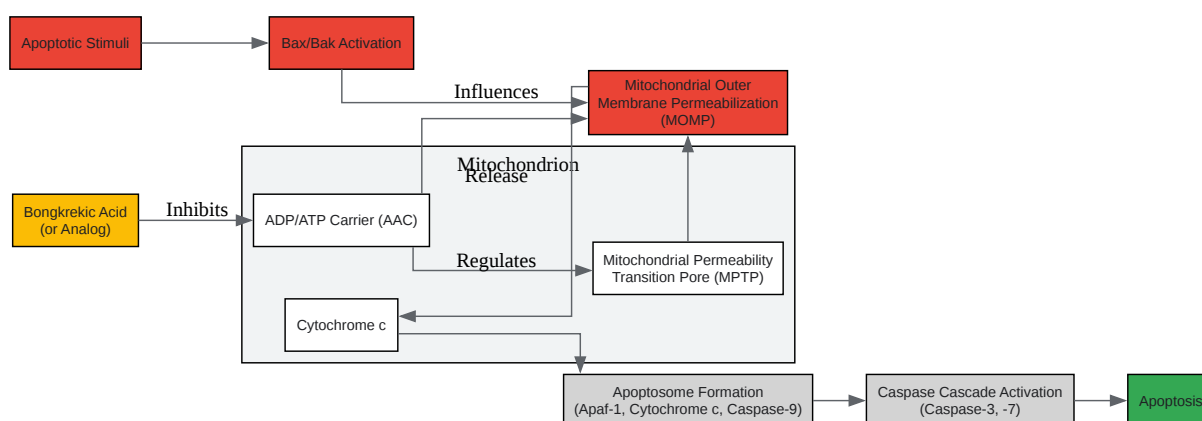 Apoptotic Stimuli
Bax/Bak Activation
Influences
Mitochondrial Outer
Membrane Permeabilization
(MOMP)
Mitochondrion
Release
Bongkrekic Acid
(or Analog)
Inhibits
ADP/ATP Carrier (AAC)
Regulates
Mitochondrial Permeability
Transition Pore (MPTP)
Cytochrome c
Apoptosome Formation
(Apaf-1, Cytochrome c, Caspase-9)
Caspase Cascade Activation
(Caspase-3, -7)
Apoptosis